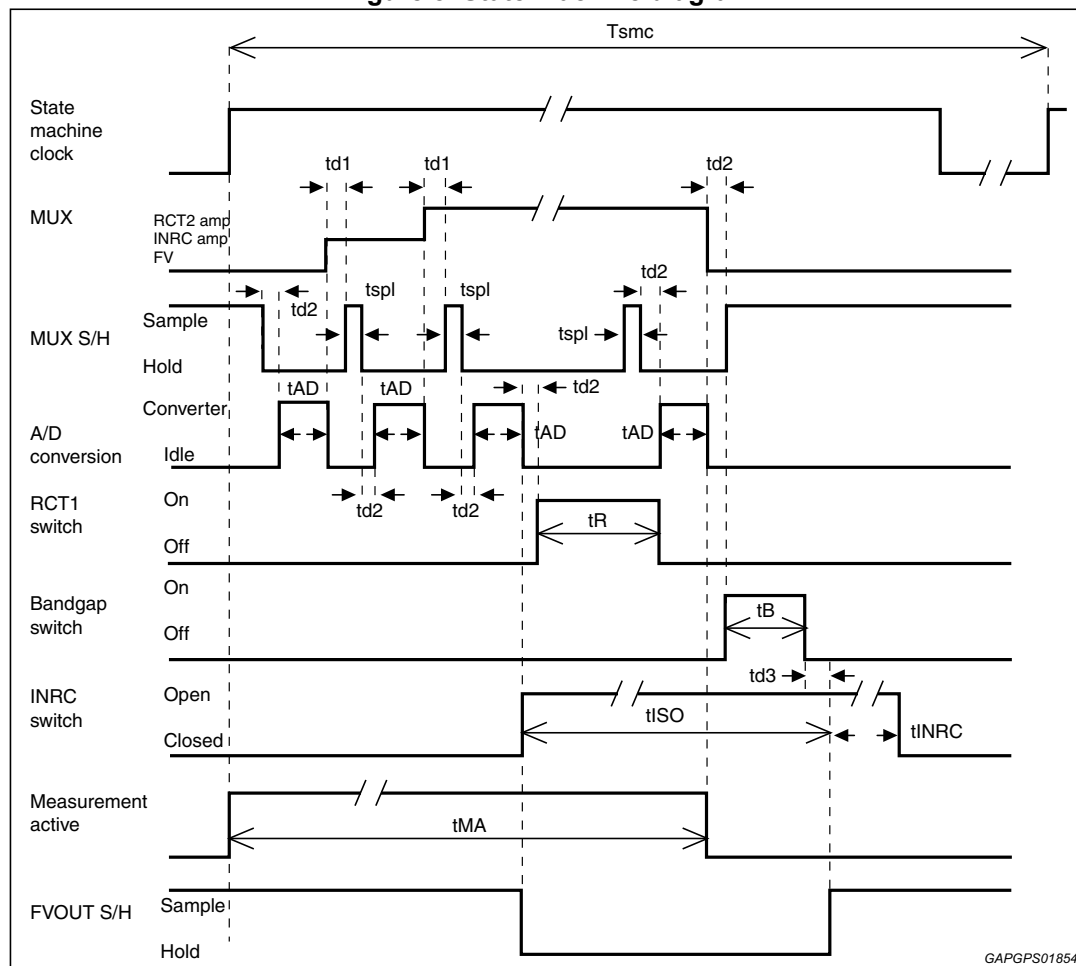 Tsmc
State
machine
clock
td1
td1
td2
MUX
RCT2 amp
INRC amp
FV
td2
tspl
tspl
td2
Sample
MUX S/H
tspl
Hold
tAD
tAD
td2
Converter
A/D
conversion
tAD
tAD
Idle
RCT1
switch
On
td2
td2
tR
Off
Bandgap
switch
On
tB
Off
td3
INRC
switch
Open
tISO
Closed
tINRC
Measurement
active
tMA
FVOUT S/H
Sample
Hold
GAPGPS01854